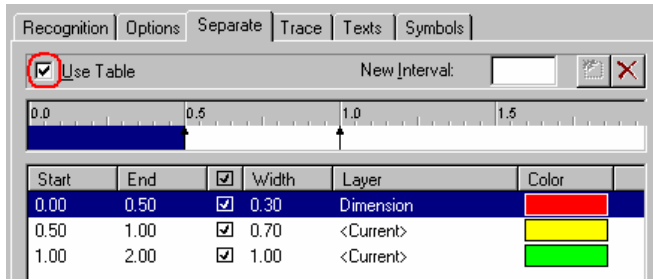 Recognition Options Separate Trace Texts Symbols
Use Table New Interval:
0.0 0.5 1.0 1.5
Start End Width Layer Color
0.00 0.50 0.30 Dimension
0.50 1.00 0.70 <Current>
1.00 2.00 1.00 <Current>